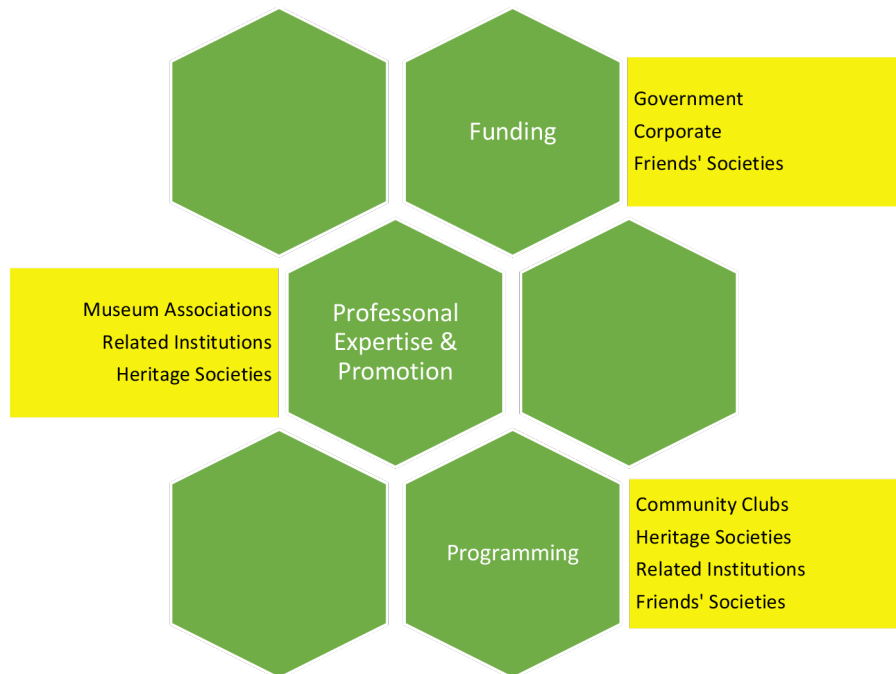 Funding
Government
Corporate
Friends' Societies
Museum Associations
Related Institutions
Heritage Societies
Professonal
Expertise &
Promotion
Programming
Community Clubs
Heritage Societies
Related Institutions
Friends' Societies